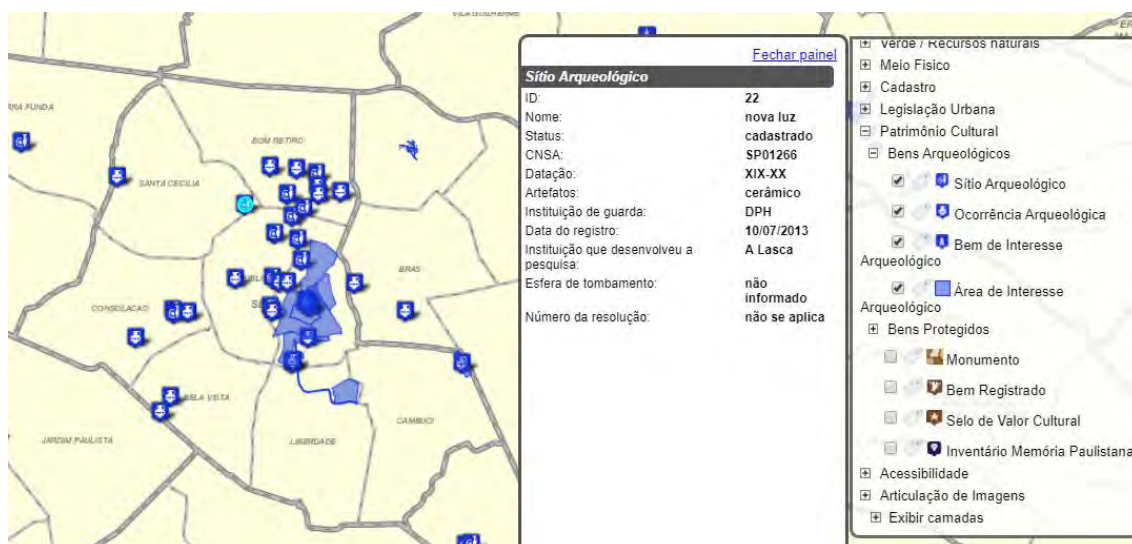 VILA GUILHERME
RRA FUNDA
BOM RETIRO
SANTA CECILIA
BRAS
CONSOLACAO
BELA VISTA
JARDIM PAULISTA
LIBERDADE
CAMBUCI
Fechar painel
Sítio Arqueológico
ID: 22
Nome: nova luz
Status: cadastrado
CNSA: SP01266
Datação: XIX-XX
Artefatos: cerâmico
Instituição de guarda: DPH
Data do registro: 10/07/2013
Instituição que desenvolveu a A Lasca
pesquisa:
Esfera de tombamento: não
informado
Número da resolução: não se aplica
Verde / Recursos naturais
Meio Físico
Cadastro
Legislação Urbana
Patrimônio Cultural
Bens Arqueológicos
Sítio Arqueológico
Ocorrência Arqueológica
Bem de Interesse
Arqueológico
Área de Interesse
Arqueológico
Bens Protegidos
Monumento
Bem Registrado
Selo de Valor Cultural
Inventário Memória Paulistana
Acessibilidade
Articulação de Imagens
Exibir camadas